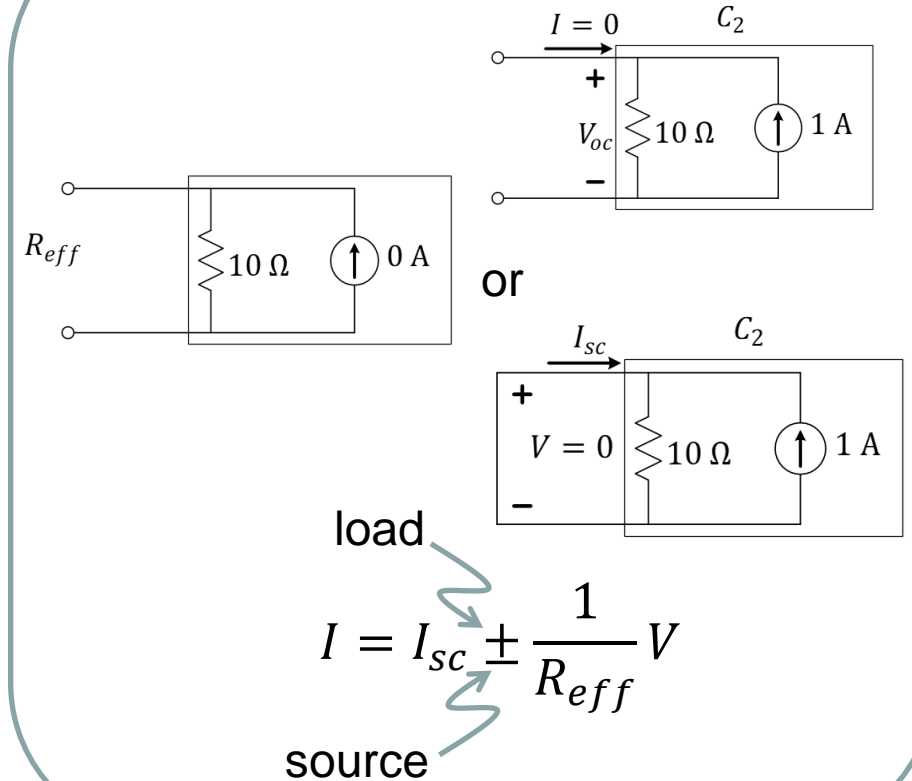 I = 0
C₂
+
V_oc
10 Ω
1 A
−
R_eff
10 Ω
0 A
or
I_sc
C₂
+
V = 0
10 Ω
1 A
−
load
I = I_sc ± 1/R_eff V
source